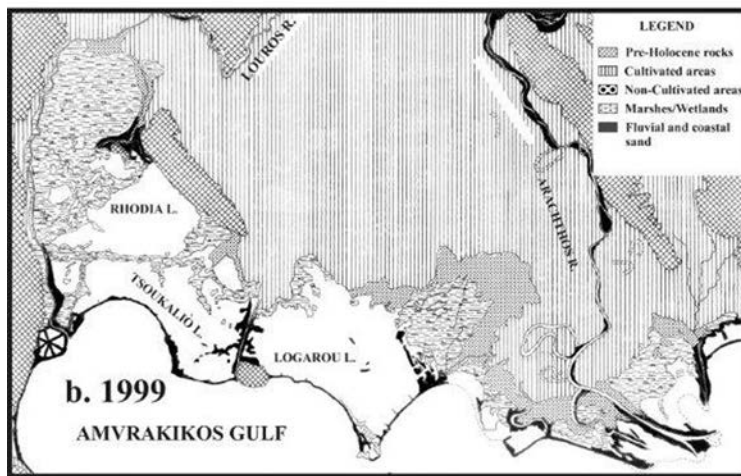 LEGEND
Pre-Holocene rocks
Cultivated areas
Non-Cultivated areas
Marshes/Wetlands
Fluvial and coastal
sand
LOUROS R.
ARACHTHOS R.
RHODIA L.
TSOUKALIO L.
LOGAROU L.
b. 1999
AMVRAKIKOS GULF